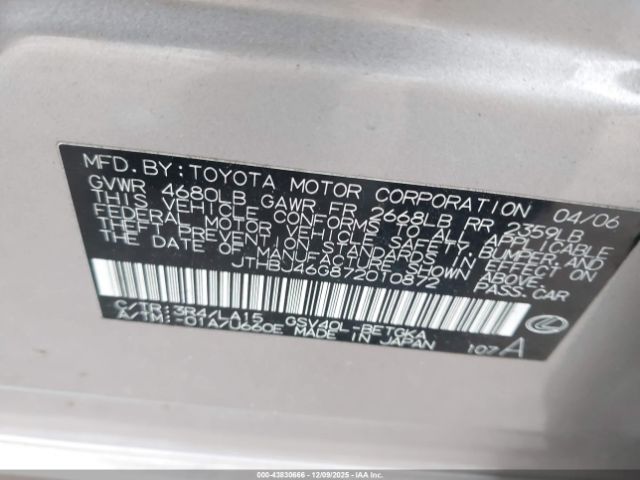 MFD. BY: TOYOTA MOTOR CORPORATION 04/06
GVWR 4680LB GAWR FR 2668LB RR 2359LB
THIS VEHICLE CONFORMS TO ALL APPLICABLE
FEDERAL MOTOR VEHICLE SAFETY, BUMPER, AND
THEFT PREVENTION STANDARDS IN EFFECT ON
THE DATE OF MANUFACTURE SHOWN ABOVE.
JTHBJ46G872010872 PASS.CAR
C/TR: 3R4/LA15 GSV40L-BETGKA
A/TM: -01A/U660E MADE IN JAPAN 107 A
000-43830666 - 12/09/2025 - IAA